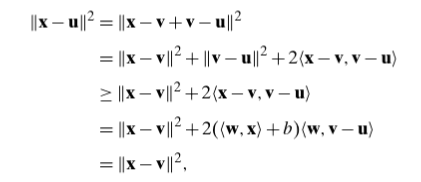 ‖x − u‖² = ‖x − v + v − u‖²
= ‖x − v‖² + ‖v − u‖² + 2⟨x − v, v − u⟩
≥ ‖x − v‖² + 2⟨x − v, v − u⟩
= ‖x − v‖² + 2(⟨w, x⟩ + b)⟨w, v − u⟩
= ‖x − v‖²,